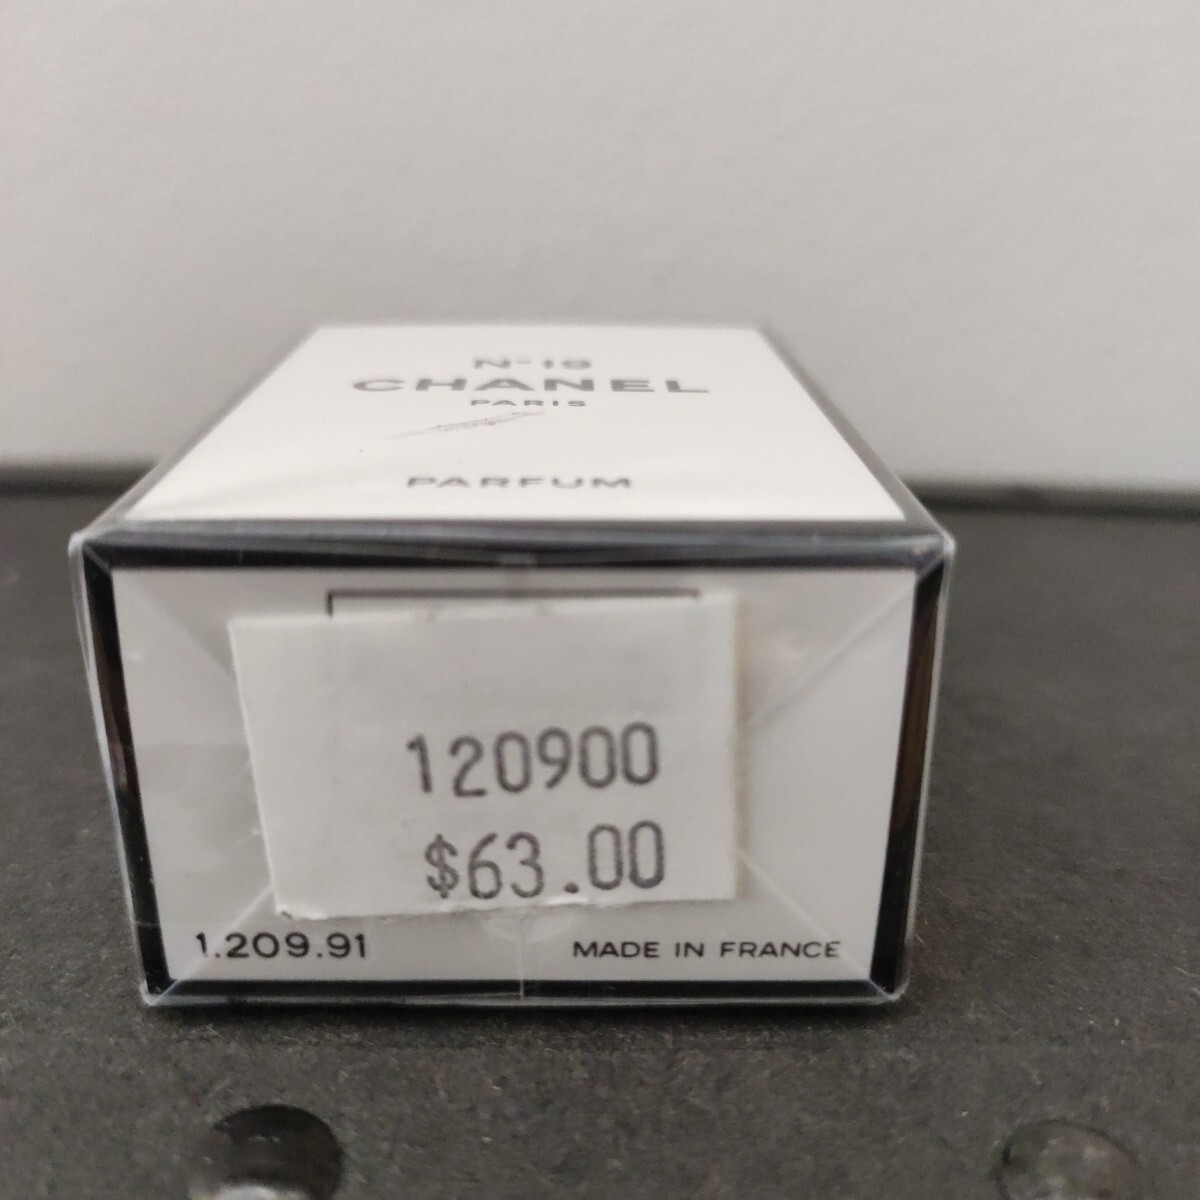 N°19
CHANEL
PARIS
PARFUM
120900
$63.00
1.209.91
MADE IN FRANCE